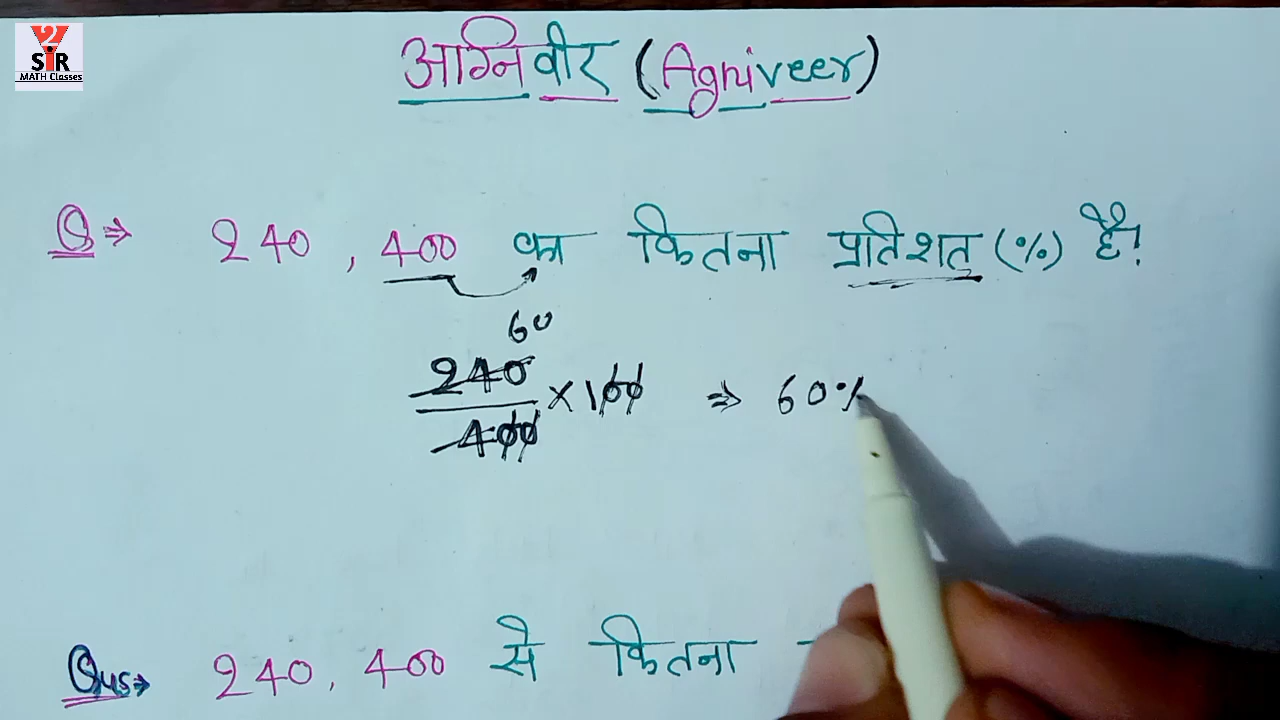 2
SIR
MATH Classes
अग्निवीर (Agniveer)
Q⇒ 240, 400 का कितना प्रतिशत (%) है!
60
240
400
×100 ⇒ 60%
Ques⇒ 240, 400 से कितना